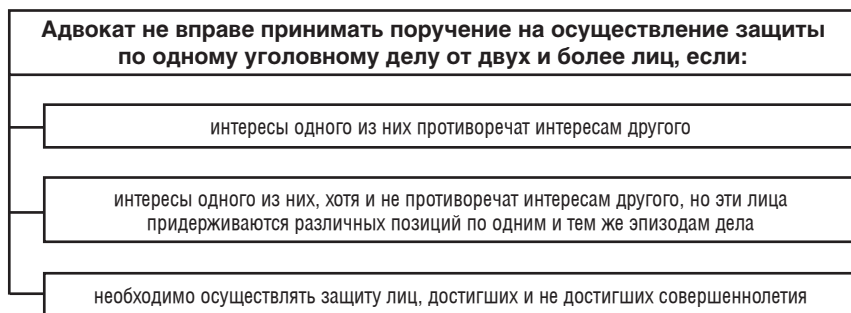 Адвокат не вправе принимать поручение на осуществление защиты
по одному уголовному делу от двух и более лиц, если:
интересы одного из них противоречат интересам другого
интересы одного из них, хотя и не противоречат интересам другого, но эти лица
придерживаются различных позиций по одним и тем же эпизодам дела
необходимо осуществлять защиту лиц, достигших и не достигших совершеннолетия